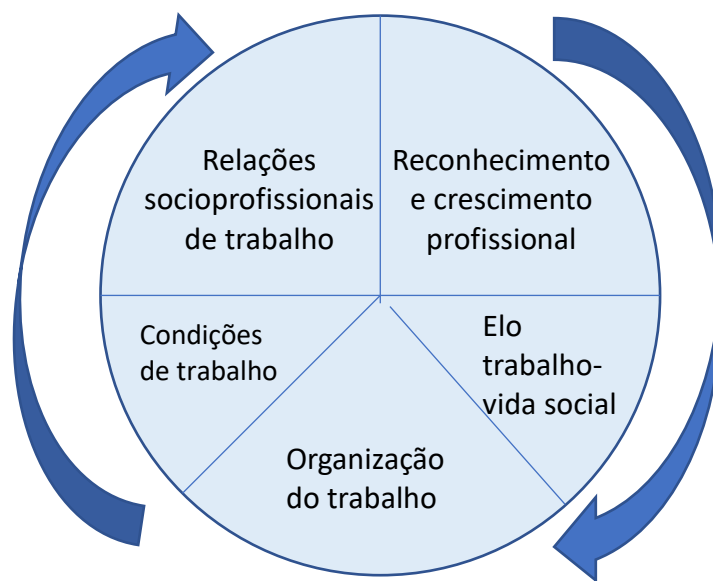 Relações
socioprofissionais
de trabalho
Reconhecimento
e crescimento
profissional
Condições
de trabalho
Elo
trabalho-
vida social
Organização
do trabalho